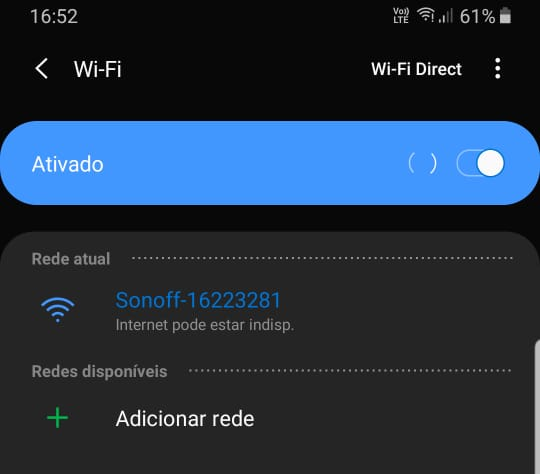 16:52 Vo)) LTE 61%
Wi-Fi Wi-Fi Direct
Ativado
Rede atual
Sonoff-16223281
Internet pode estar indisp.
Redes disponíveis
Adicionar rede